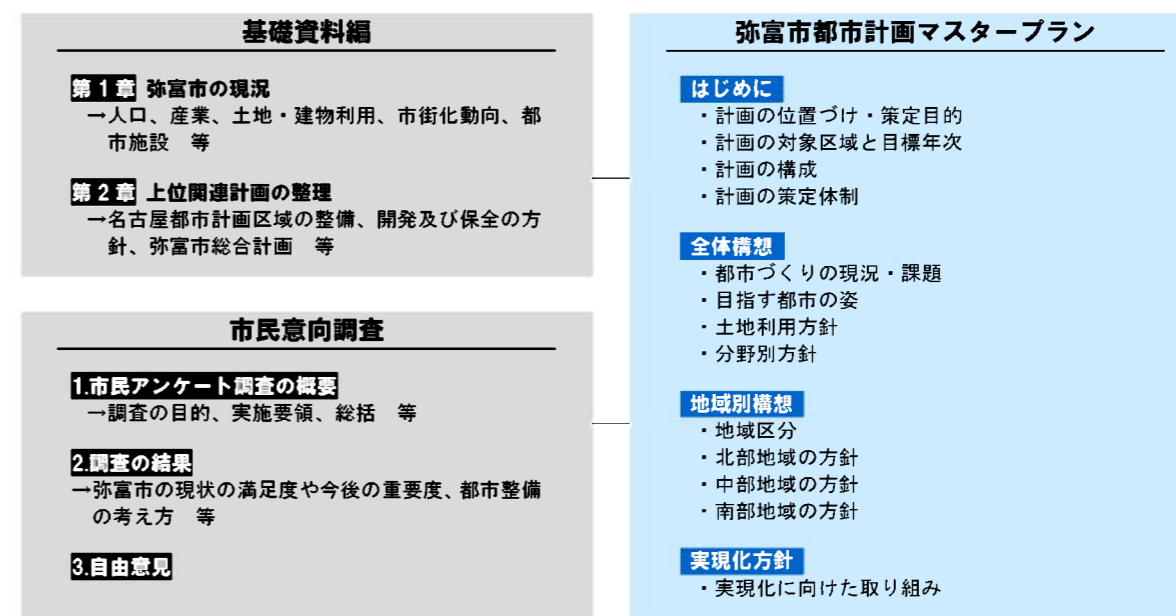 基礎資料編
第1章 弥富市の現況
→人口、産業、土地・建物利用、市街化動向、都
市施設　等
第2章 上位関連計画の整理
→名古屋都市計画区域の整備、開発及び保全の方
針、弥富市総合計画　等
市民意向調査
1.市民アンケート調査の概要
→調査の目的、実施要領、総括　等
2.調査の結果
→弥富市の現状の満足度や今後の重要度、都市整備
の考え方　等
3.自由意見
弥富市都市計画マスタープラン
はじめに
・計画の位置づけ・策定目的
・計画の対象区域と目標年次
・計画の構成
・計画の策定体制
全体構想
・都市づくりの現況・課題
・目指す都市の姿
・土地利用方針
・分野別方針
地域別構想
・地域区分
・北部地域の方針
・中部地域の方針
・南部地域の方針
実現化方針
・実現化に向けた取り組み